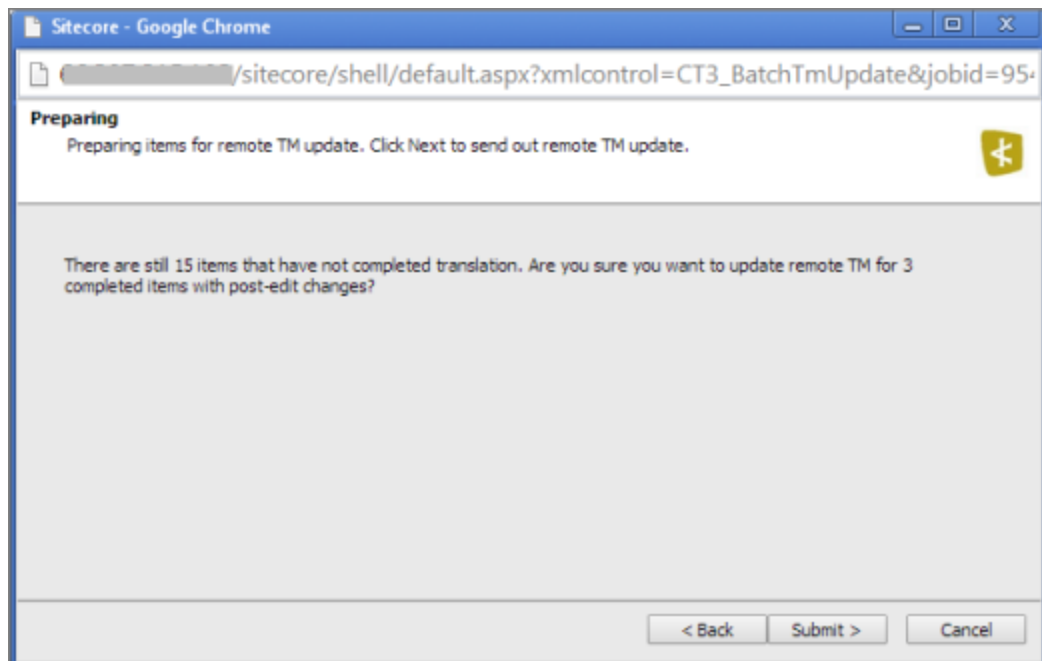 Sitecore - Google Chrome
/sitecore/shell/default.aspx?xmlcontrol=CT3_BatchTmUpdate&jobid=95
Preparing
Preparing items for remote TM update. Click Next to send out remote TM update.
There are still 15 items that have not completed translation. Are you sure you want to update remote TM for 3
completed items with post-edit changes?
< Back Submit > Cancel